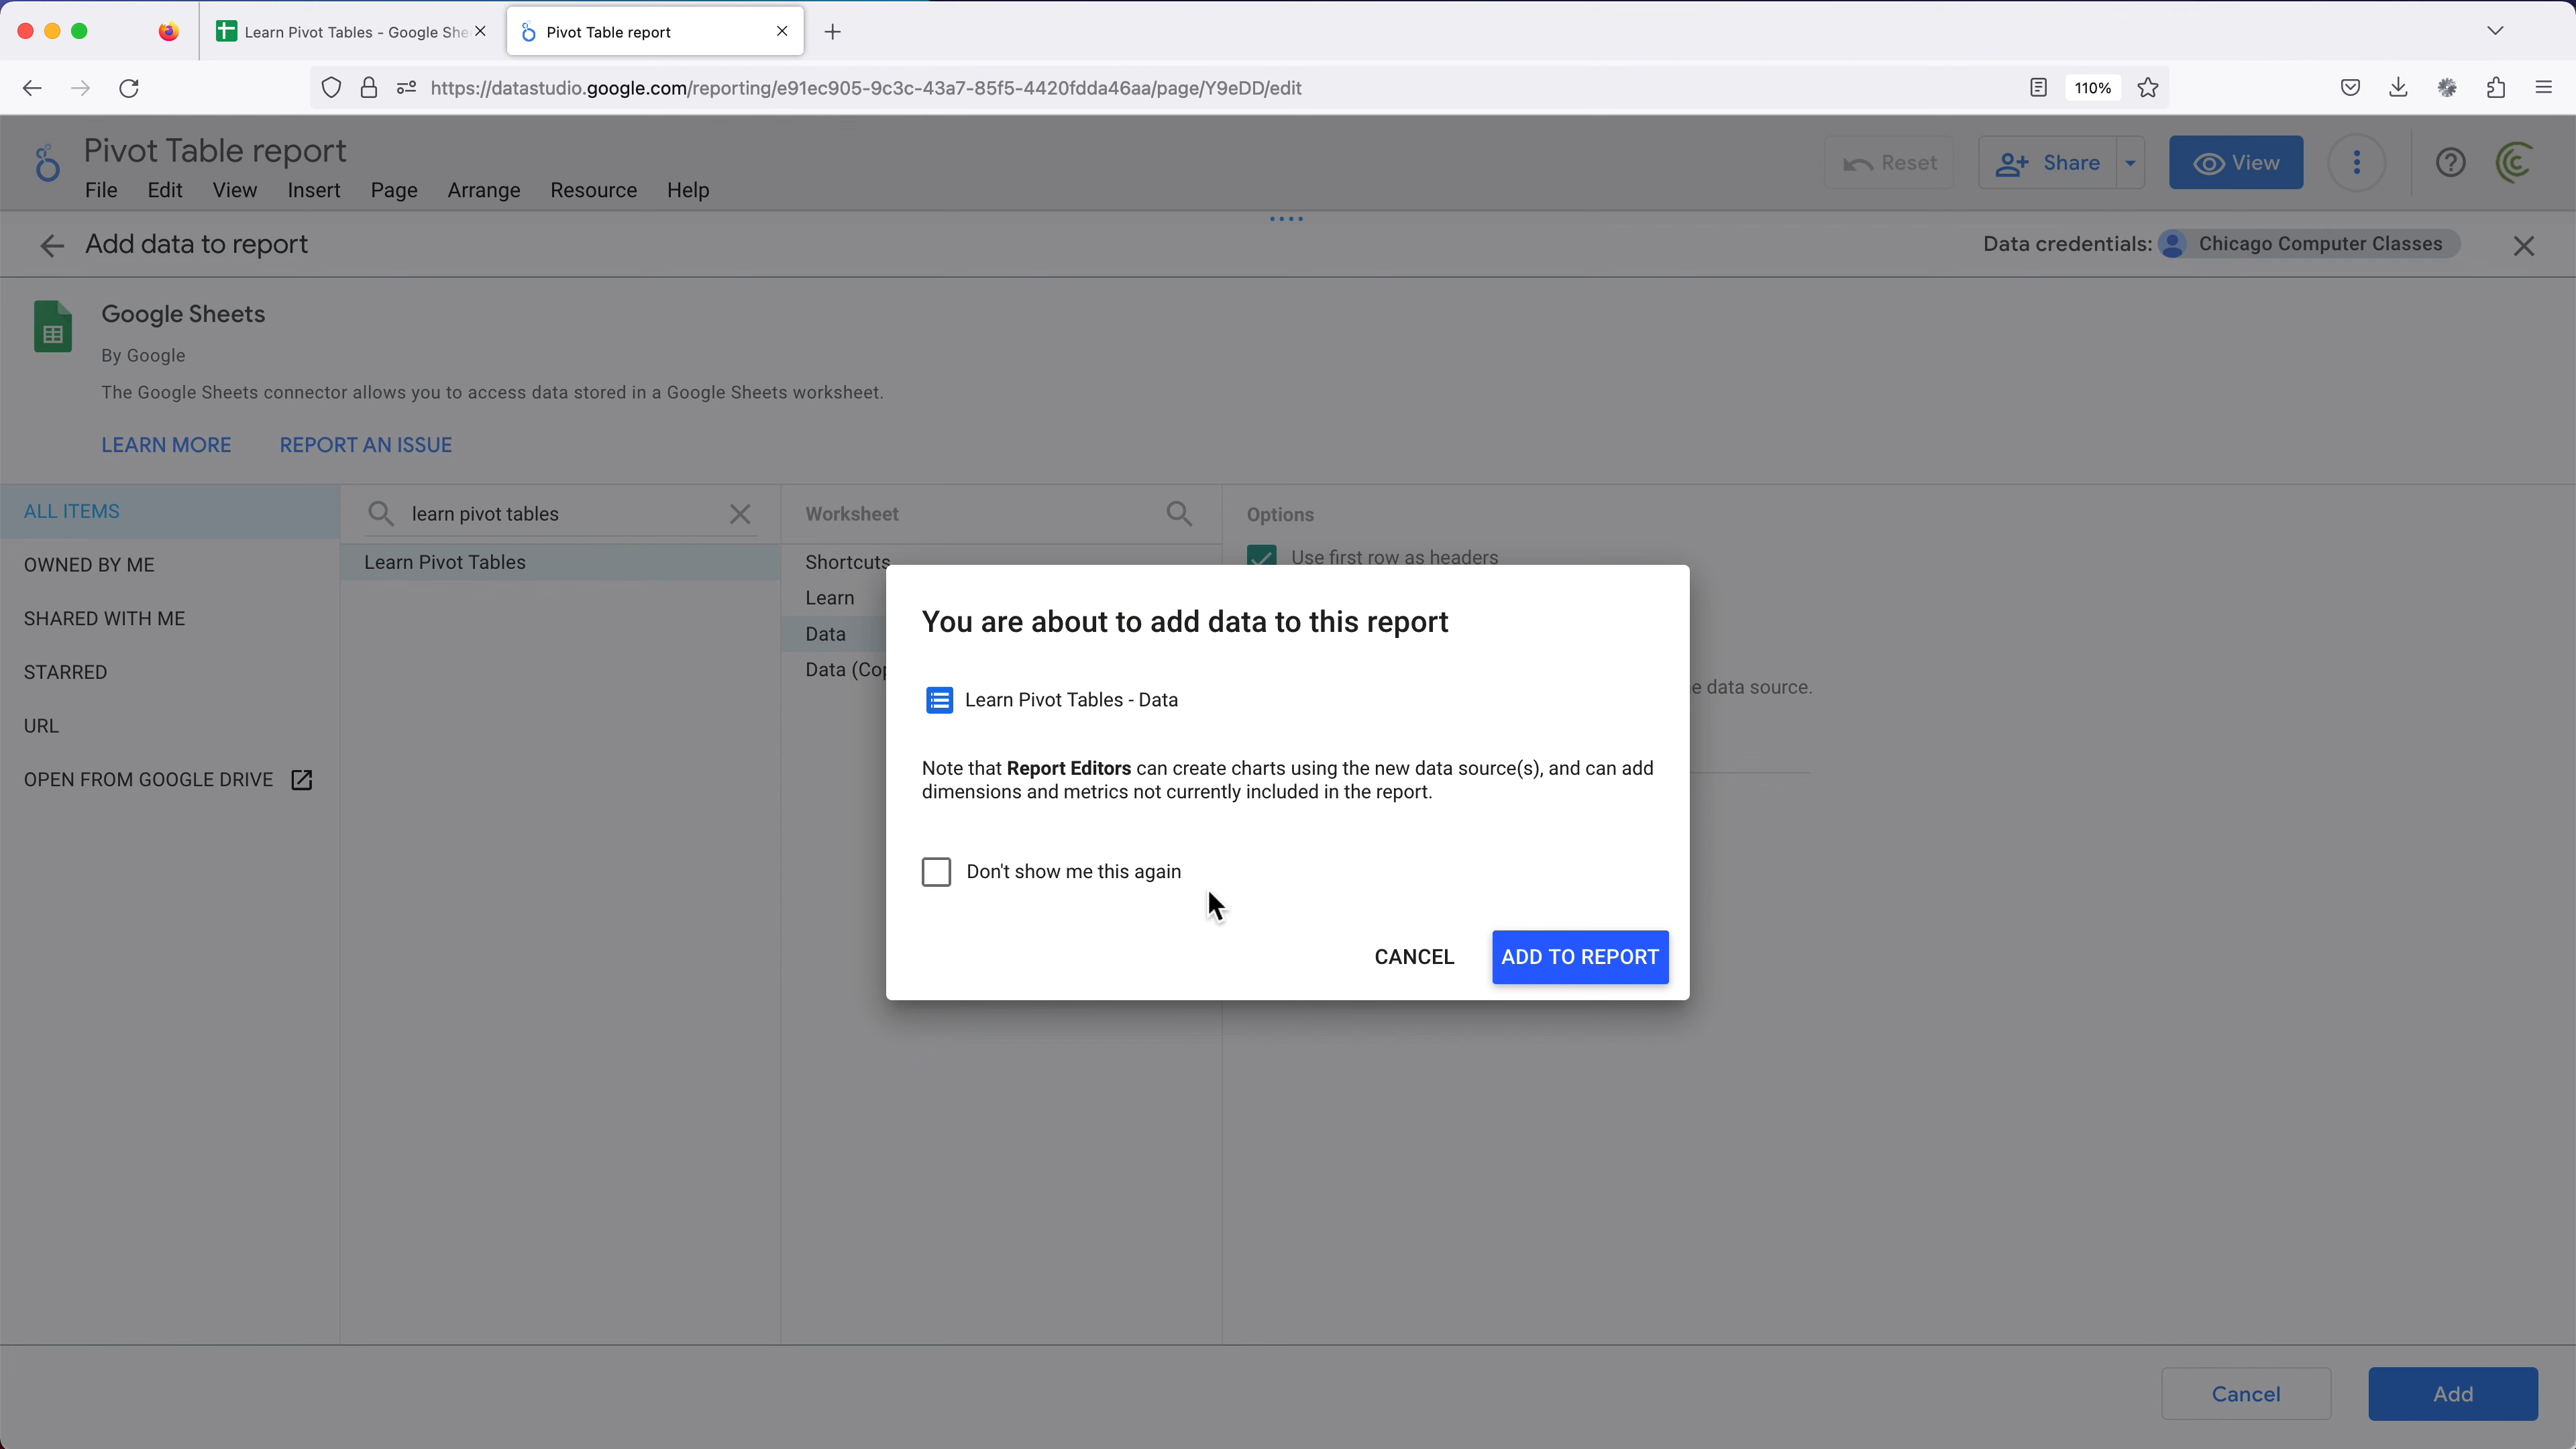 Learn Pivot Tables - Google She
Pivot Table report
https://datastudio.google.com/reporting/e91ec905-9c3c-43a7-85f5-4420fdda46aa/page/Y9eDD/edit
110%
Pivot Table report
File Edit View Insert Page Arrange Resource Help
Reset
Share
View
Add data to report
Data credentials: Chicago Computer Classes
Google Sheets
By Google
The Google Sheets connector allows you to access data stored in a Google Sheets worksheet.
LEARN MORE REPORT AN ISSUE
ALL ITEMS
OWNED BY ME
SHARED WITH ME
STARRED
URL
OPEN FROM GOOGLE DRIVE
learn pivot tables
Learn Pivot Tables
Worksheet
Shortcuts
Learn
Data
Data (Cop
Options
Use first row as headers
e data source.
You are about to add data to this report
Learn Pivot Tables - Data
Note that Report Editors can create charts using the new data source(s), and can add
dimensions and metrics not currently included in the report.
Don't show me this again
CANCEL ADD TO REPORT
Cancel Add